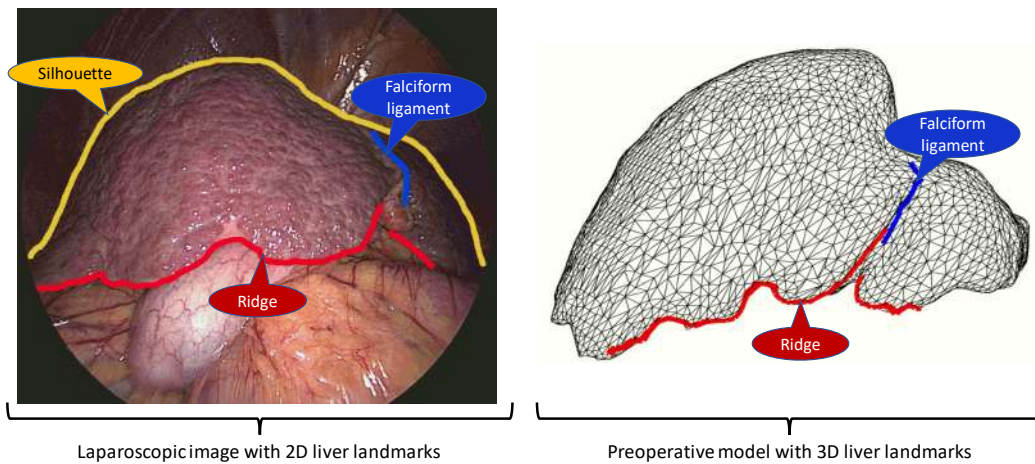 Silhouette
Falciform
ligament
Ridge
Falciform
ligament
Ridge
Laparoscopic image with 2D liver landmarks
Preoperative model with 3D liver landmarks